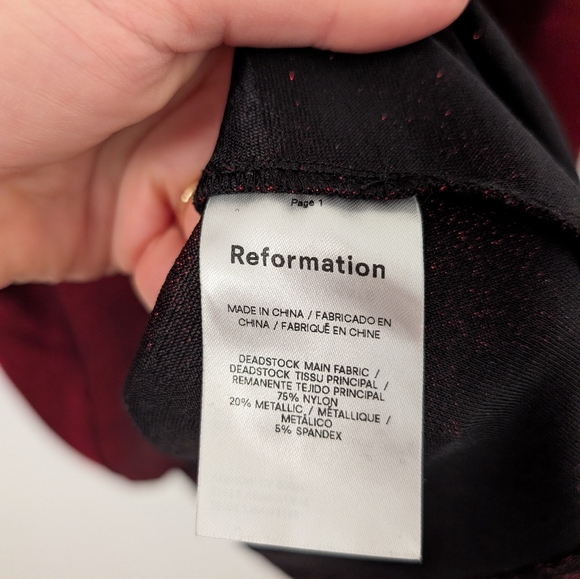 Page 1
Reformation
MADE IN CHINA / FABRICADO EN
CHINA / FABRIQUÉ EN CHINE
DEADSTOCK MAIN FABRIC /
DEADSTOCK TISSU PRINCIPAL /
REMANENTE TEJIDO PRINCIPAL
75% NYLON
20% METALLIC / MÉTALLIQUE /
METÁLICO
5% SPANDEX